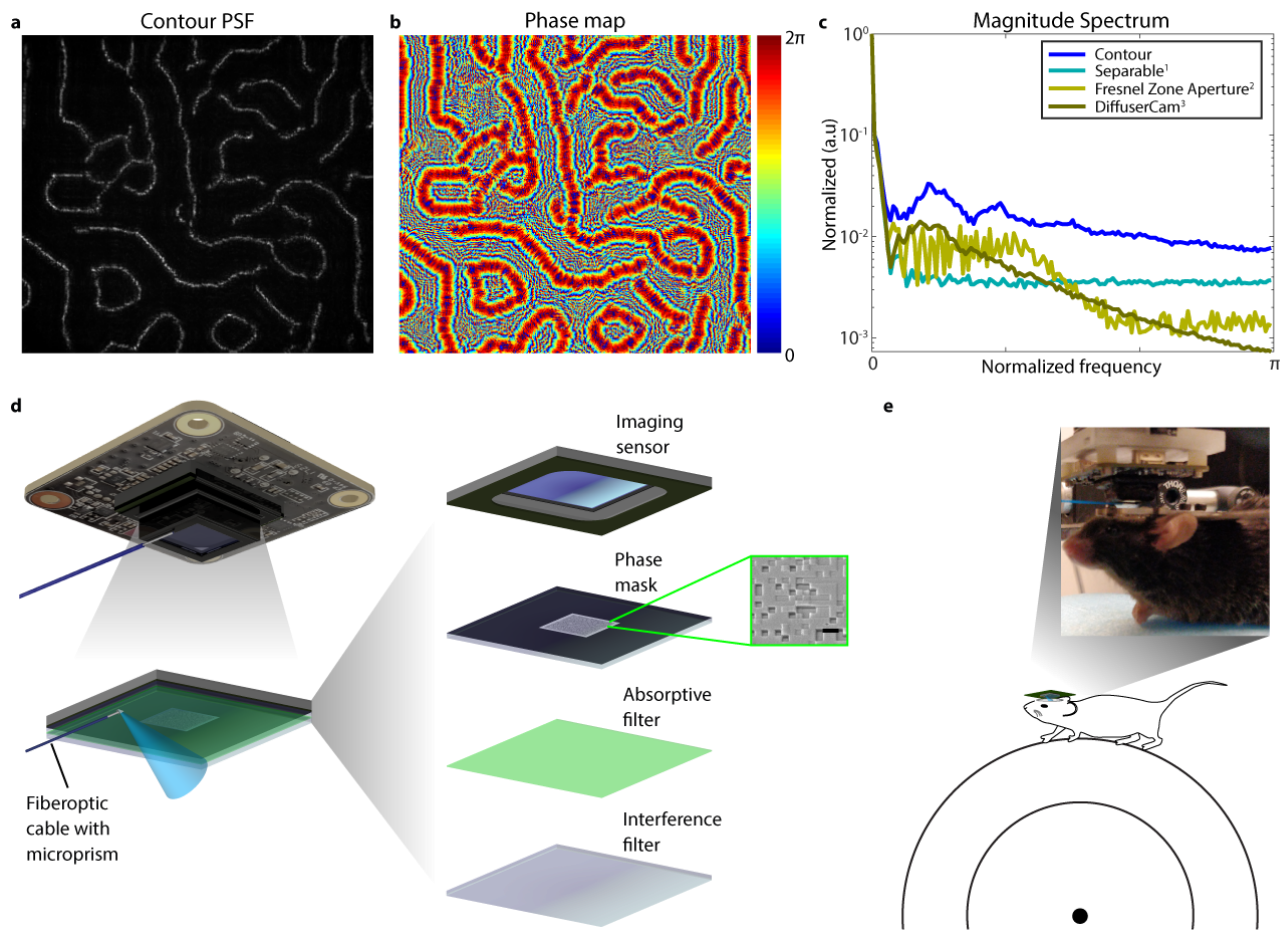 a
Contour PSF
b
Phase map
2π
0
c
Magnitude Spectrum
Normalized (a.u)
10⁰
10⁻¹
10⁻²
10⁻³
Contour
Separable¹
Fresnel Zone Aperture²
DiffuserCam³
0
π
Normalized frequency
d
Imaging
sensor
Phase
mask
Absorptive
filter
Interference
filter
Fiberoptic
cable with
microprism
e